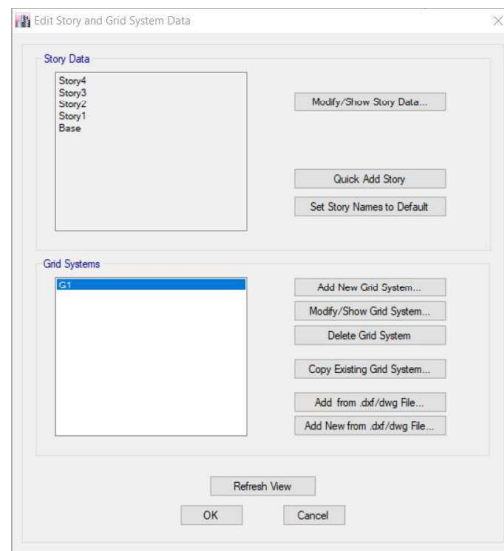 Edit Story and Grid System Data
Story Data
Story4
Story3
Story2
Story1
Base
Modify/Show Story Data...
Quick Add Story
Set Story Names to Default
Grid Systems
G1
Add New Grid System...
Modify/Show Grid System...
Delete Grid System
Copy Existing Grid System...
Add from .dxf/dwg File...
Add New from .dxf/dwg File...
Refresh View
OK
Cancel